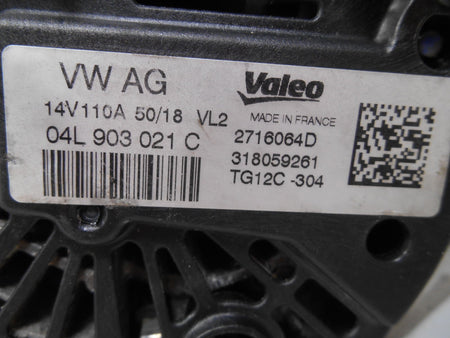 VW AG
Valeo
14V110A 50/18 VL2
MADE IN FRANCE
04L 903 021 C
2716064D
318059261
TG12C -304